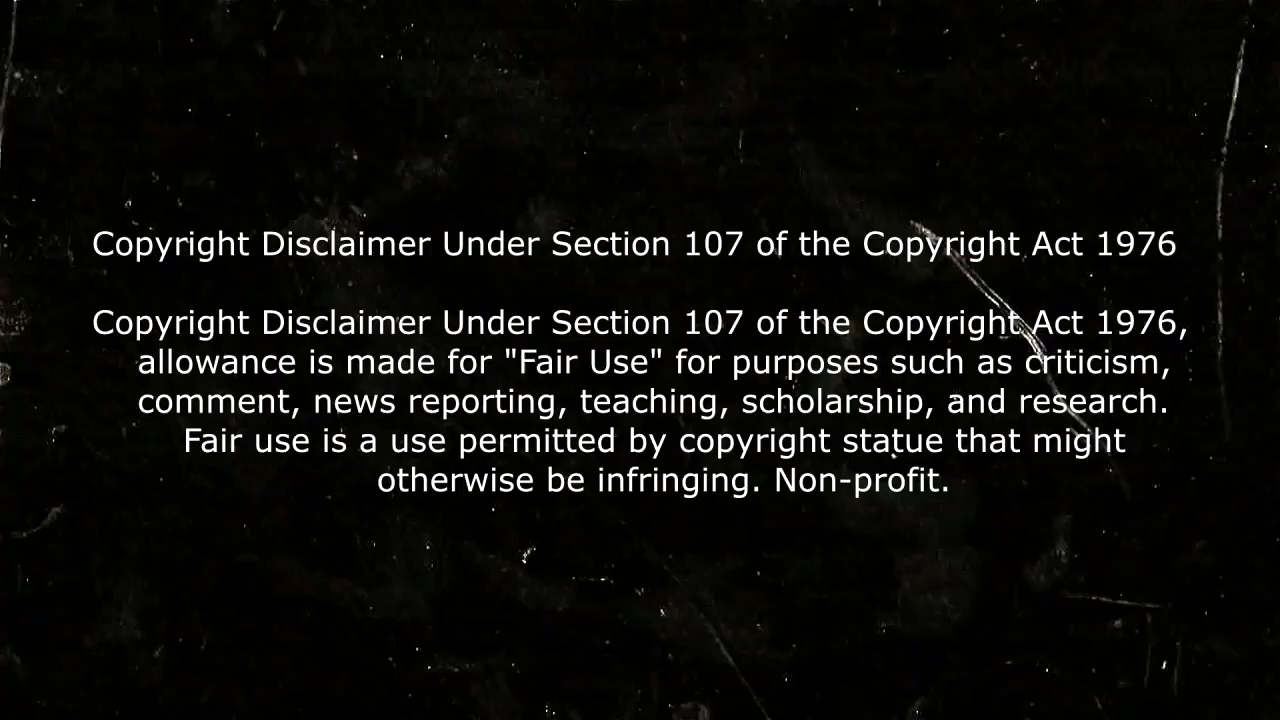 Copyright Disclaimer Under Section 107 of the Copyright Act 1976
Copyright Disclaimer Under Section 107 of the Copyright Act 1976,
allowance is made for "Fair Use" for purposes such as criticism,
comment, news reporting, teaching, scholarship, and research.
Fair use is a use permitted by copyright statue that might
otherwise be infringing. Non-profit.